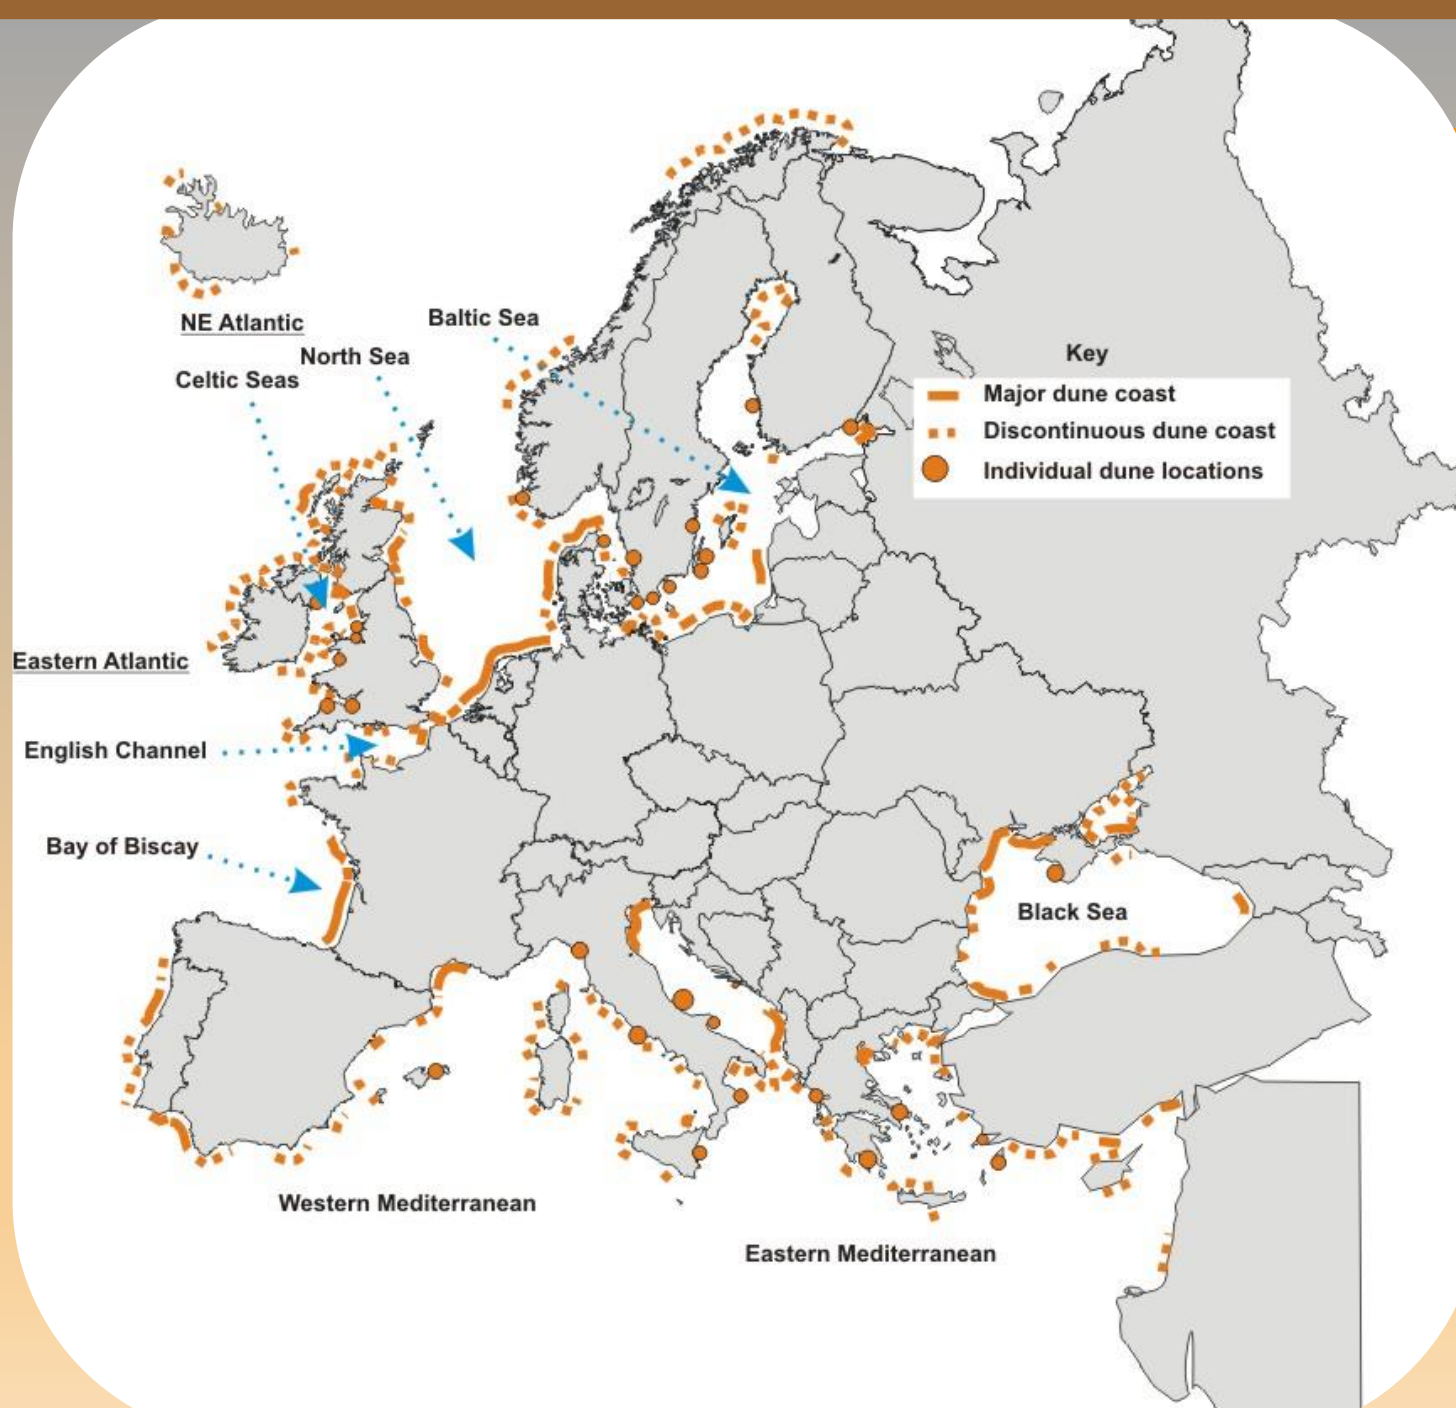 Baltic Sea
NE Atlantic
North Sea
Celtic Seas
Key
Major dune coast
Discontinuous dune coast
Individual dune locations
Eastern Atlantic
English Channel
Bay of Biscay
Black Sea
Western Mediterranean
Eastern Mediterranean